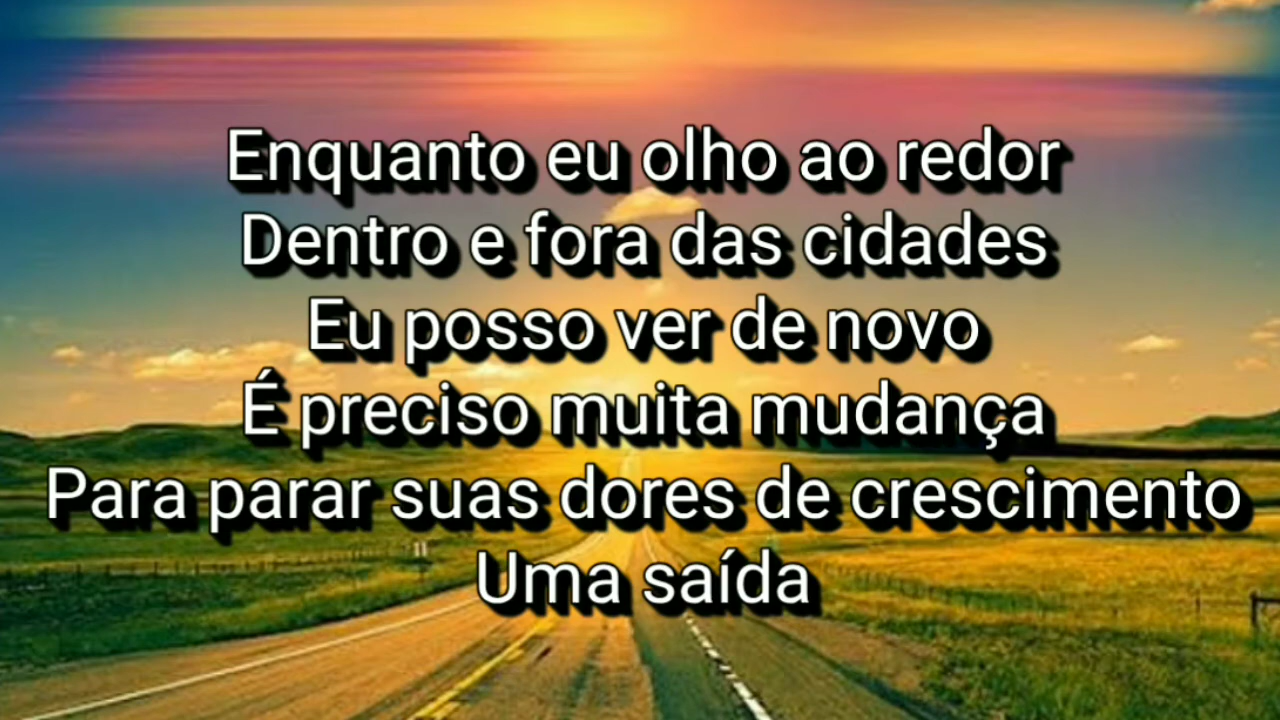 Enquanto eu olho ao redor
Dentro e fora das cidades
Eu posso ver de novo
É preciso muita mudança
Para parar suas dores de crescimento
Uma saída